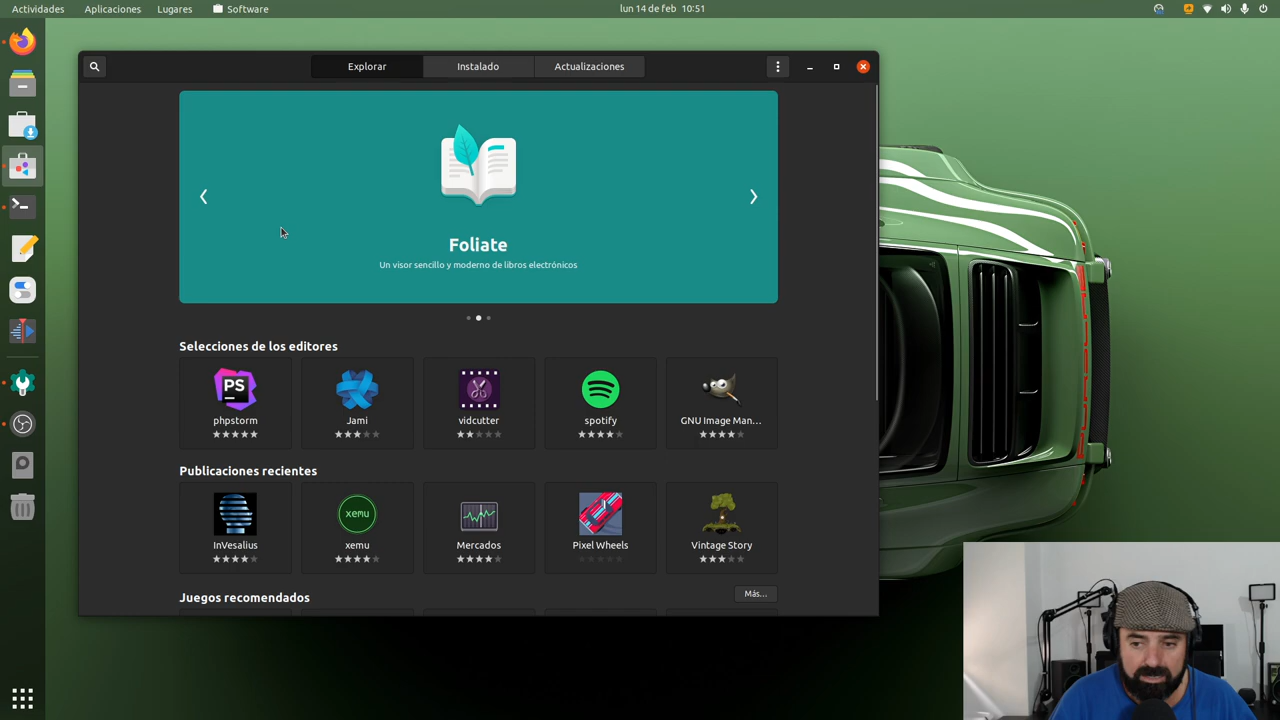 Actividades Aplicaciones Lugares Software lun 14 de feb 10:51
Explorar Instalado Actualizaciones
Foliate
Un visor sencillo y moderno de libros electrónicos
Selecciones de los editores
PS
phpstorm Jami vidcutter spotify GNU Image Man...
Publicaciones recientes
xemu
InVesalius xemu Mercados Pixel Wheels Vintage Story
Juegos recomendados Más...